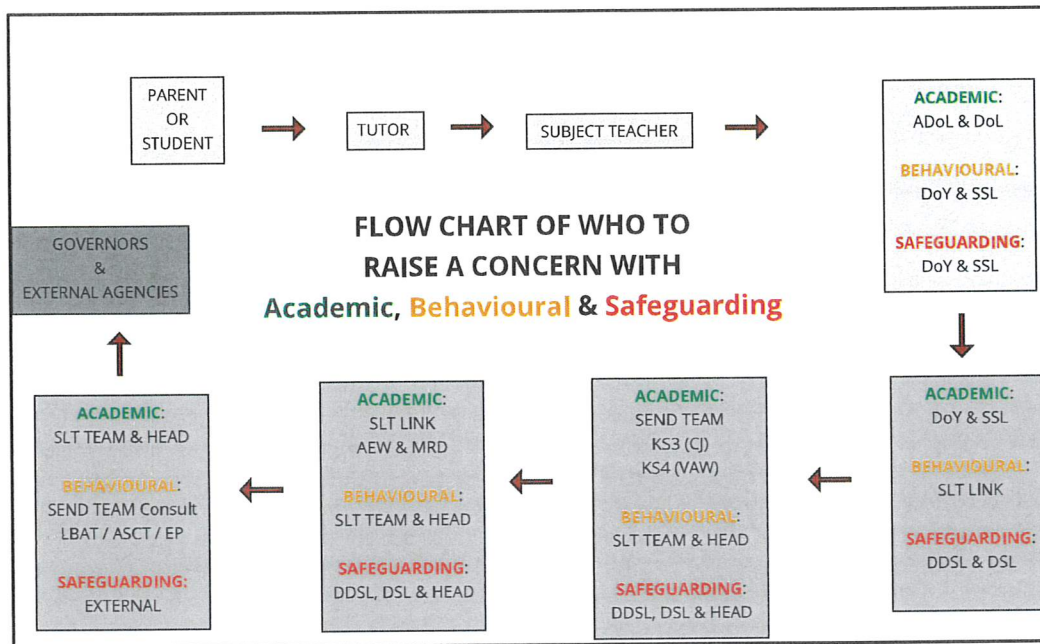 PARENT
OR
STUDENT
TUTOR
SUBJECT TEACHER
ACADEMIC:
ADoL & DoL
BEHAVIOURAL:
DoY & SSL
SAFEGUARDING:
DoY & SSL
FLOW CHART OF WHO TO
RAISE A CONCERN WITH
Academic, Behavioural & Safeguarding
ACADEMIC:
DoY & SSL
BEHAVIOURAL:
SLT LINK
SAFEGUARDING:
DDSL & DSL
ACADEMIC:
SEND TEAM
KS3 (CJ)
KS4 (VAW)
BEHAVIOURAL:
SLT TEAM & HEAD
SAFEGUARDING:
DDSL, DSL & HEAD
ACADEMIC:
SLT LINK
AEW & MRD
BEHAVIOURAL:
SLT TEAM & HEAD
SAFEGUARDING:
DDSL, DSL & HEAD
ACADEMIC:
SLT TEAM & HEAD
BEHAVIOURAL:
SEND TEAM Consult
LBAT / ASCT / EP
SAFEGUARDING:
EXTERNAL
GOVERNORS
&
EXTERNAL AGENCIES